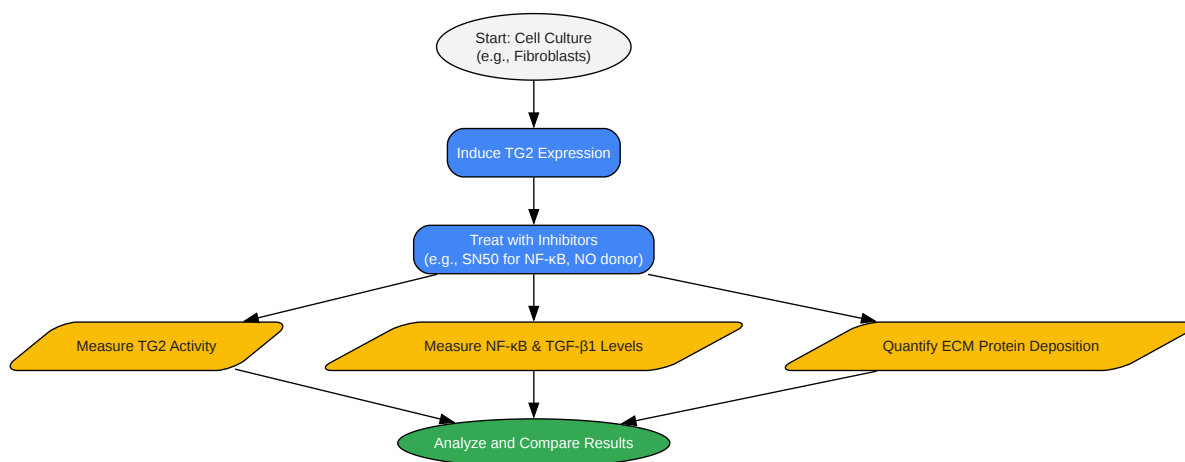 Start: Cell Culture
(e.g., Fibroblasts)
Induce TG2 Expression
Treat with Inhibitors
(e.g., SN50 for NF-κB, NO donor)
Measure TG2 Activity
Measure NF-κB & TGF-β1 Levels
Quantify ECM Protein Deposition
Analyze and Compare Results